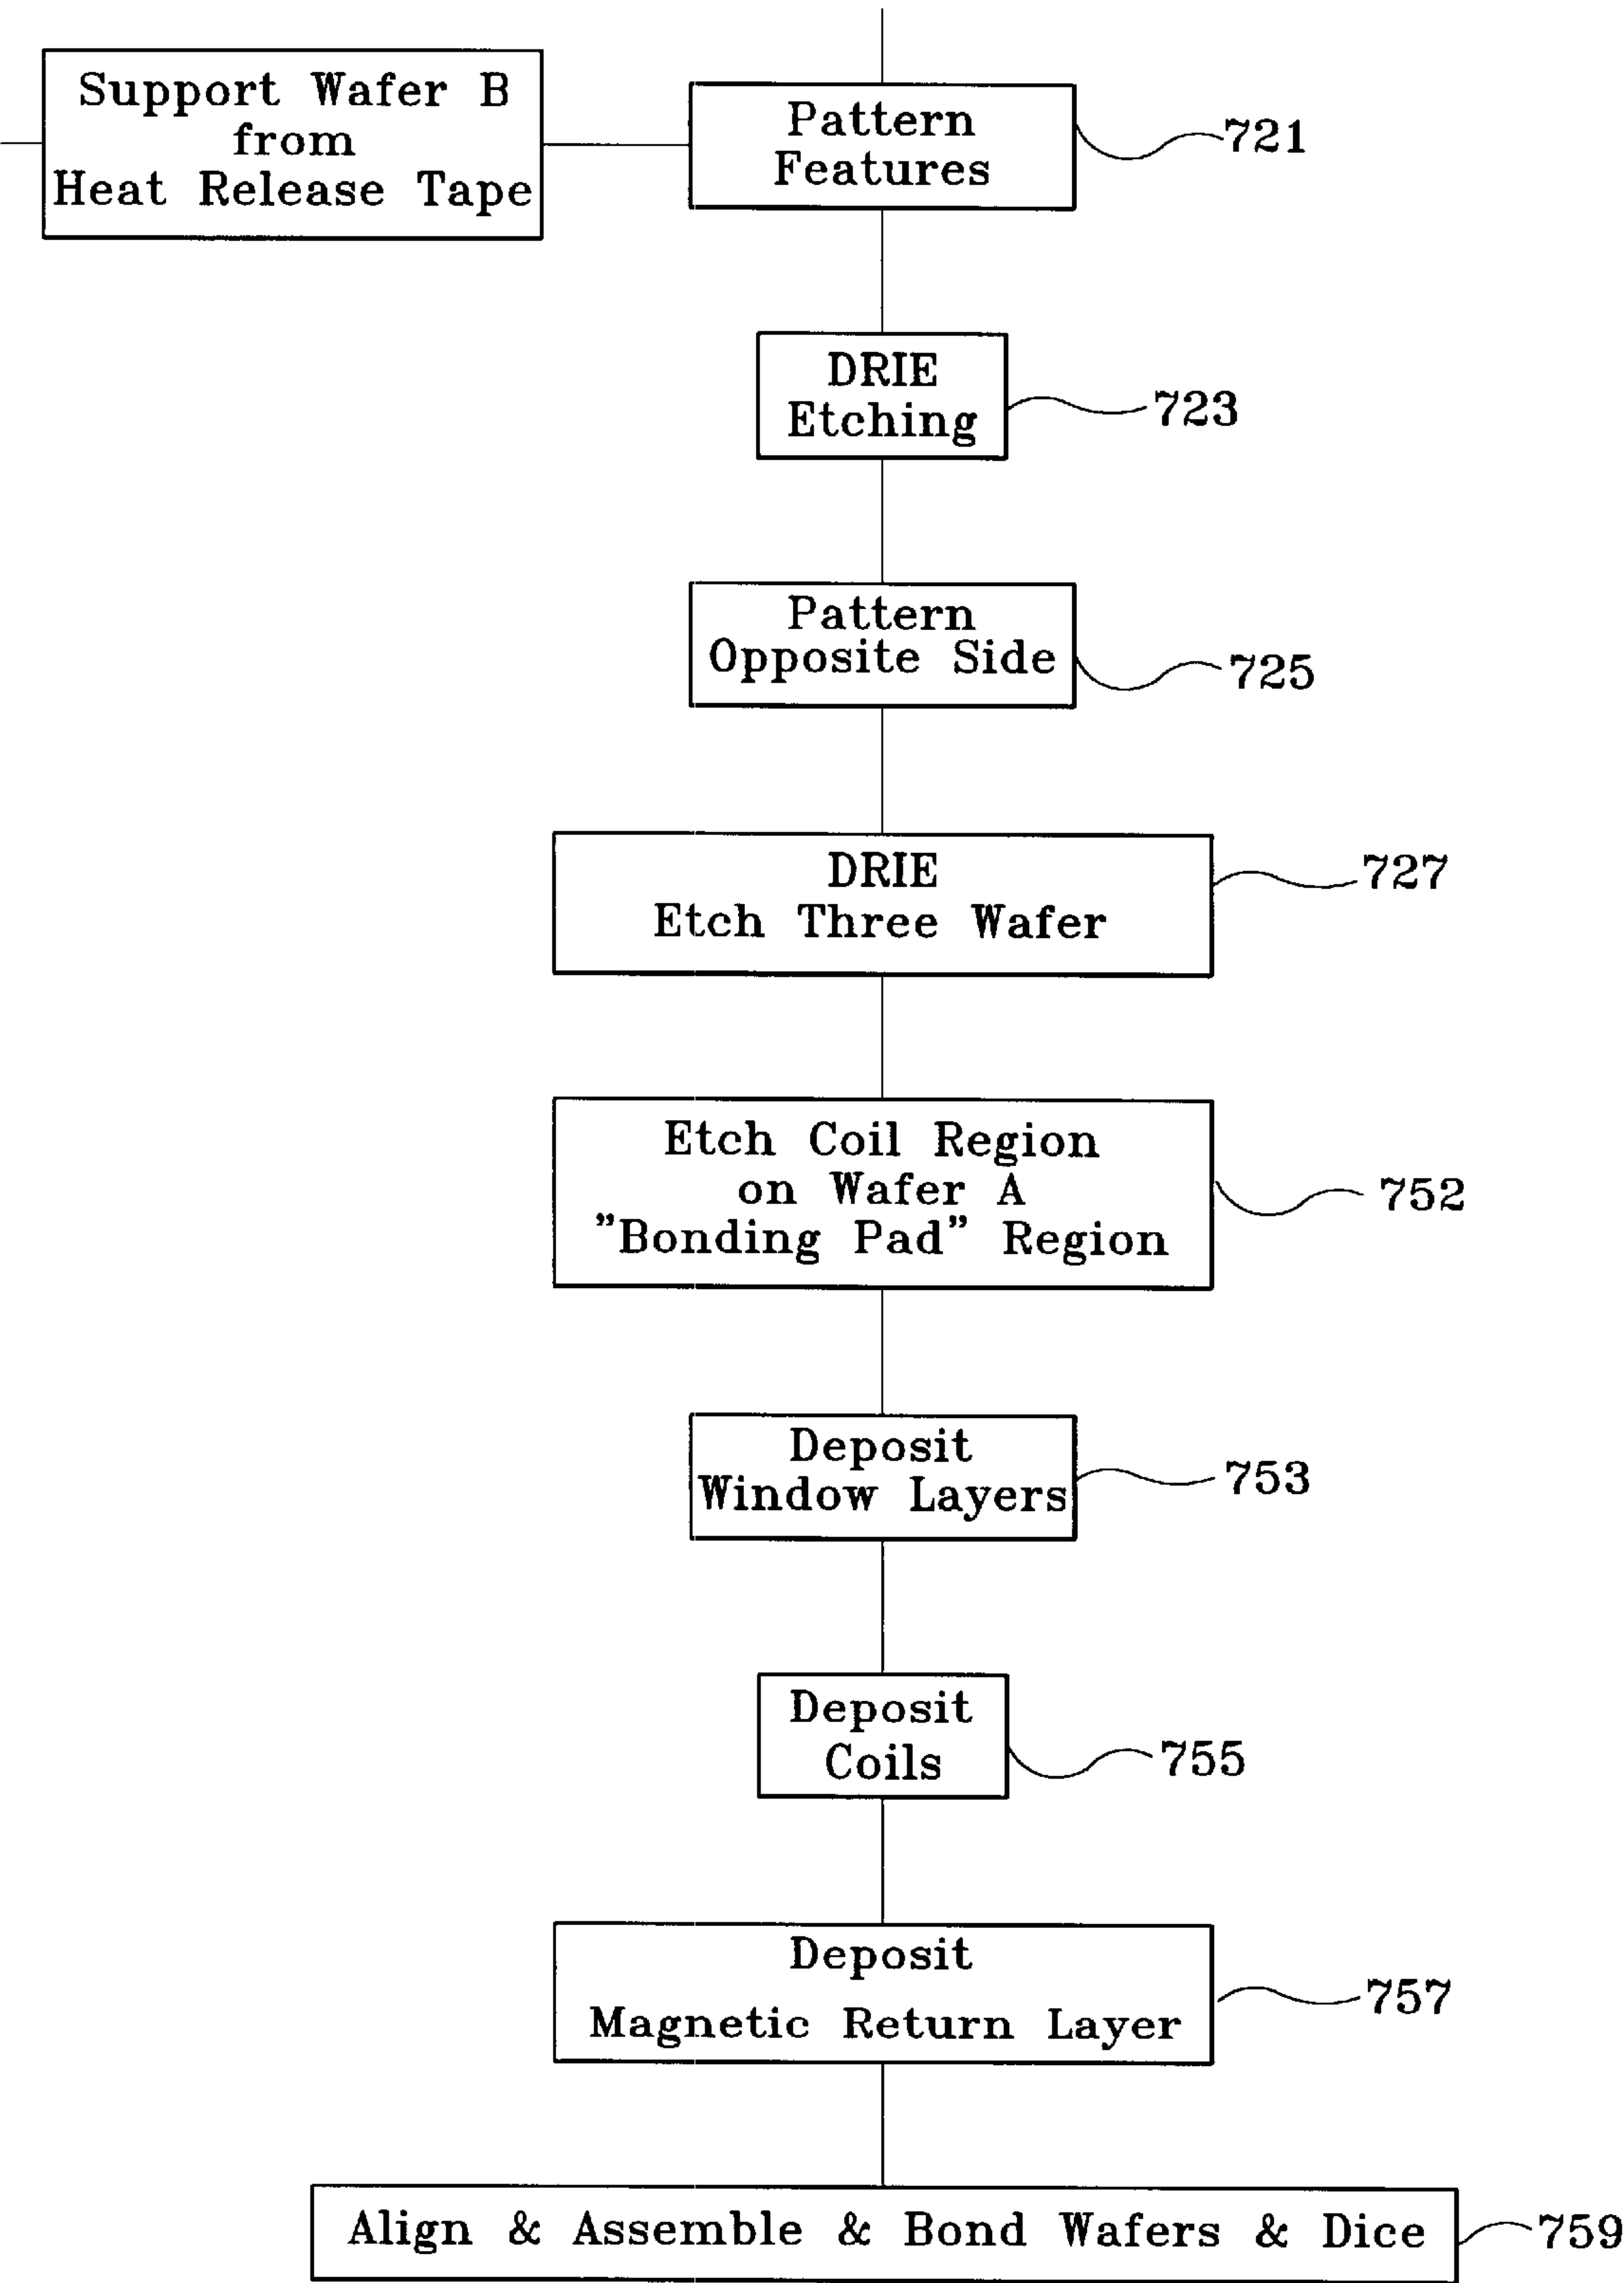 Support Wafer B
from
Heat Release Tape
Pattern
Features
721
DRIE
Etching
723
Pattern
Opposite Side
725
DRIE
Etch Three Wafer
727
Etch Coil Region
on Wafer A
"Bonding Pad" Region
752
Deposit
Window Layers
753
Deposit
Coils
755
Deposit
Magnetic Return Layer
757
Align & Assemble & Bond Wafers & Dice
759